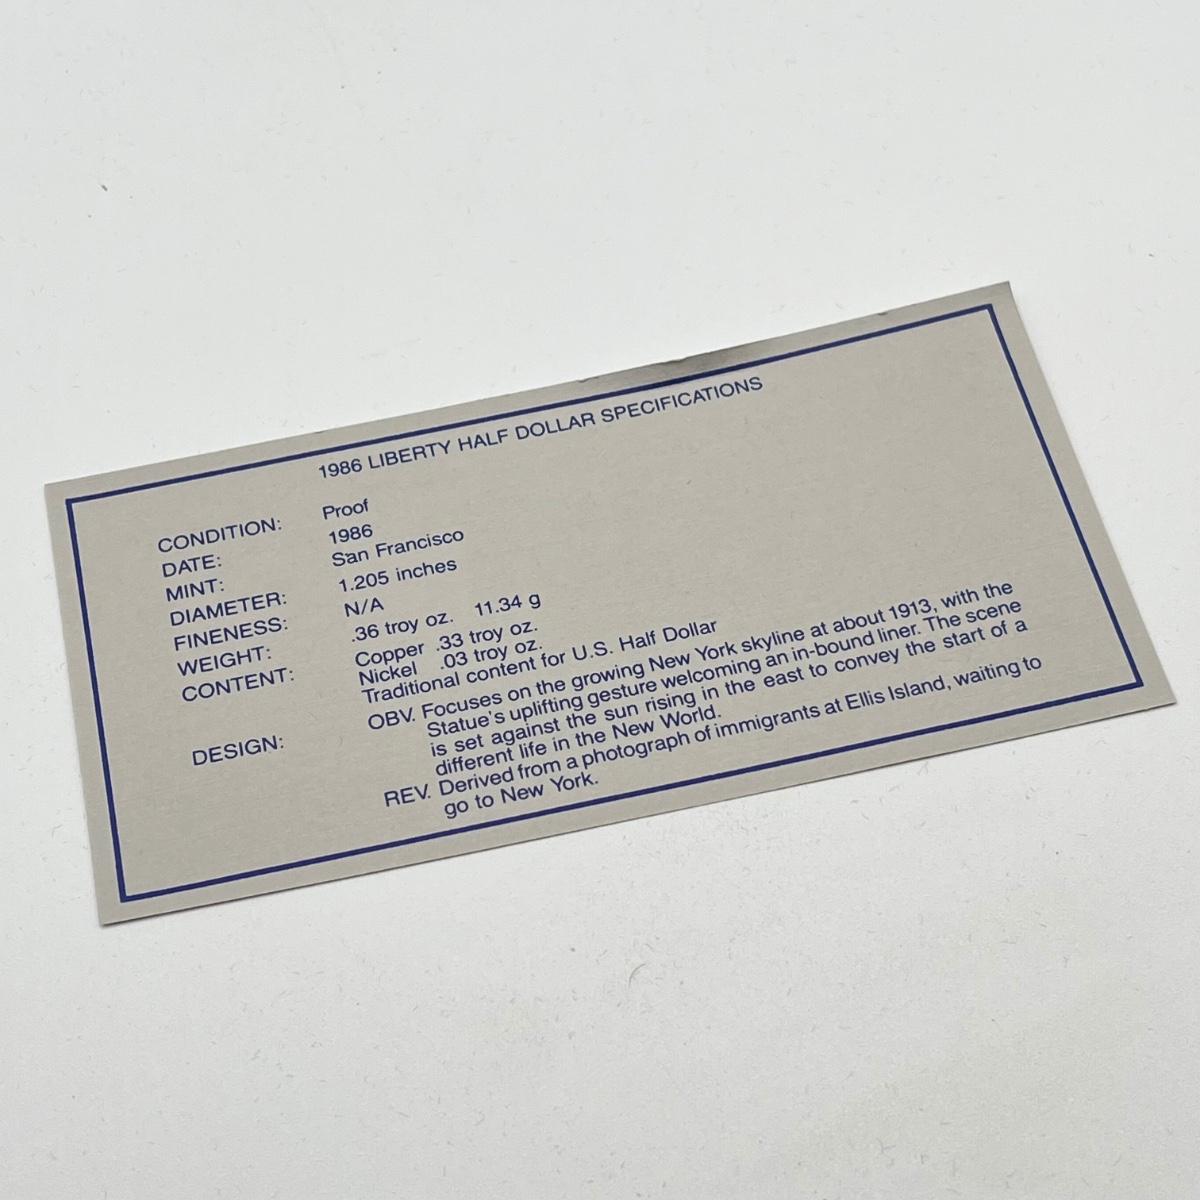 1986 LIBERTY HALF DOLLAR SPECIFICATIONS
CONDITION: Proof
DATE: 1986
MINT: San Francisco
DIAMETER: 1.205 inches
FINENESS: N/A
WEIGHT: .36 troy oz. 11.34 g
CONTENT: Copper .33 troy oz.
Nickel .03 troy oz.
Traditional content for U.S. Half Dollar
DESIGN: OBV. Focuses on the growing New York skyline at about 1913, with the
Statue's uplifting gesture welcoming an in-bound liner. The scene
is set against the sun rising in the east to convey the start of a
different life in the New World.
REV. Derived from a photograph of immigrants at Ellis Island, waiting to
go to New York.